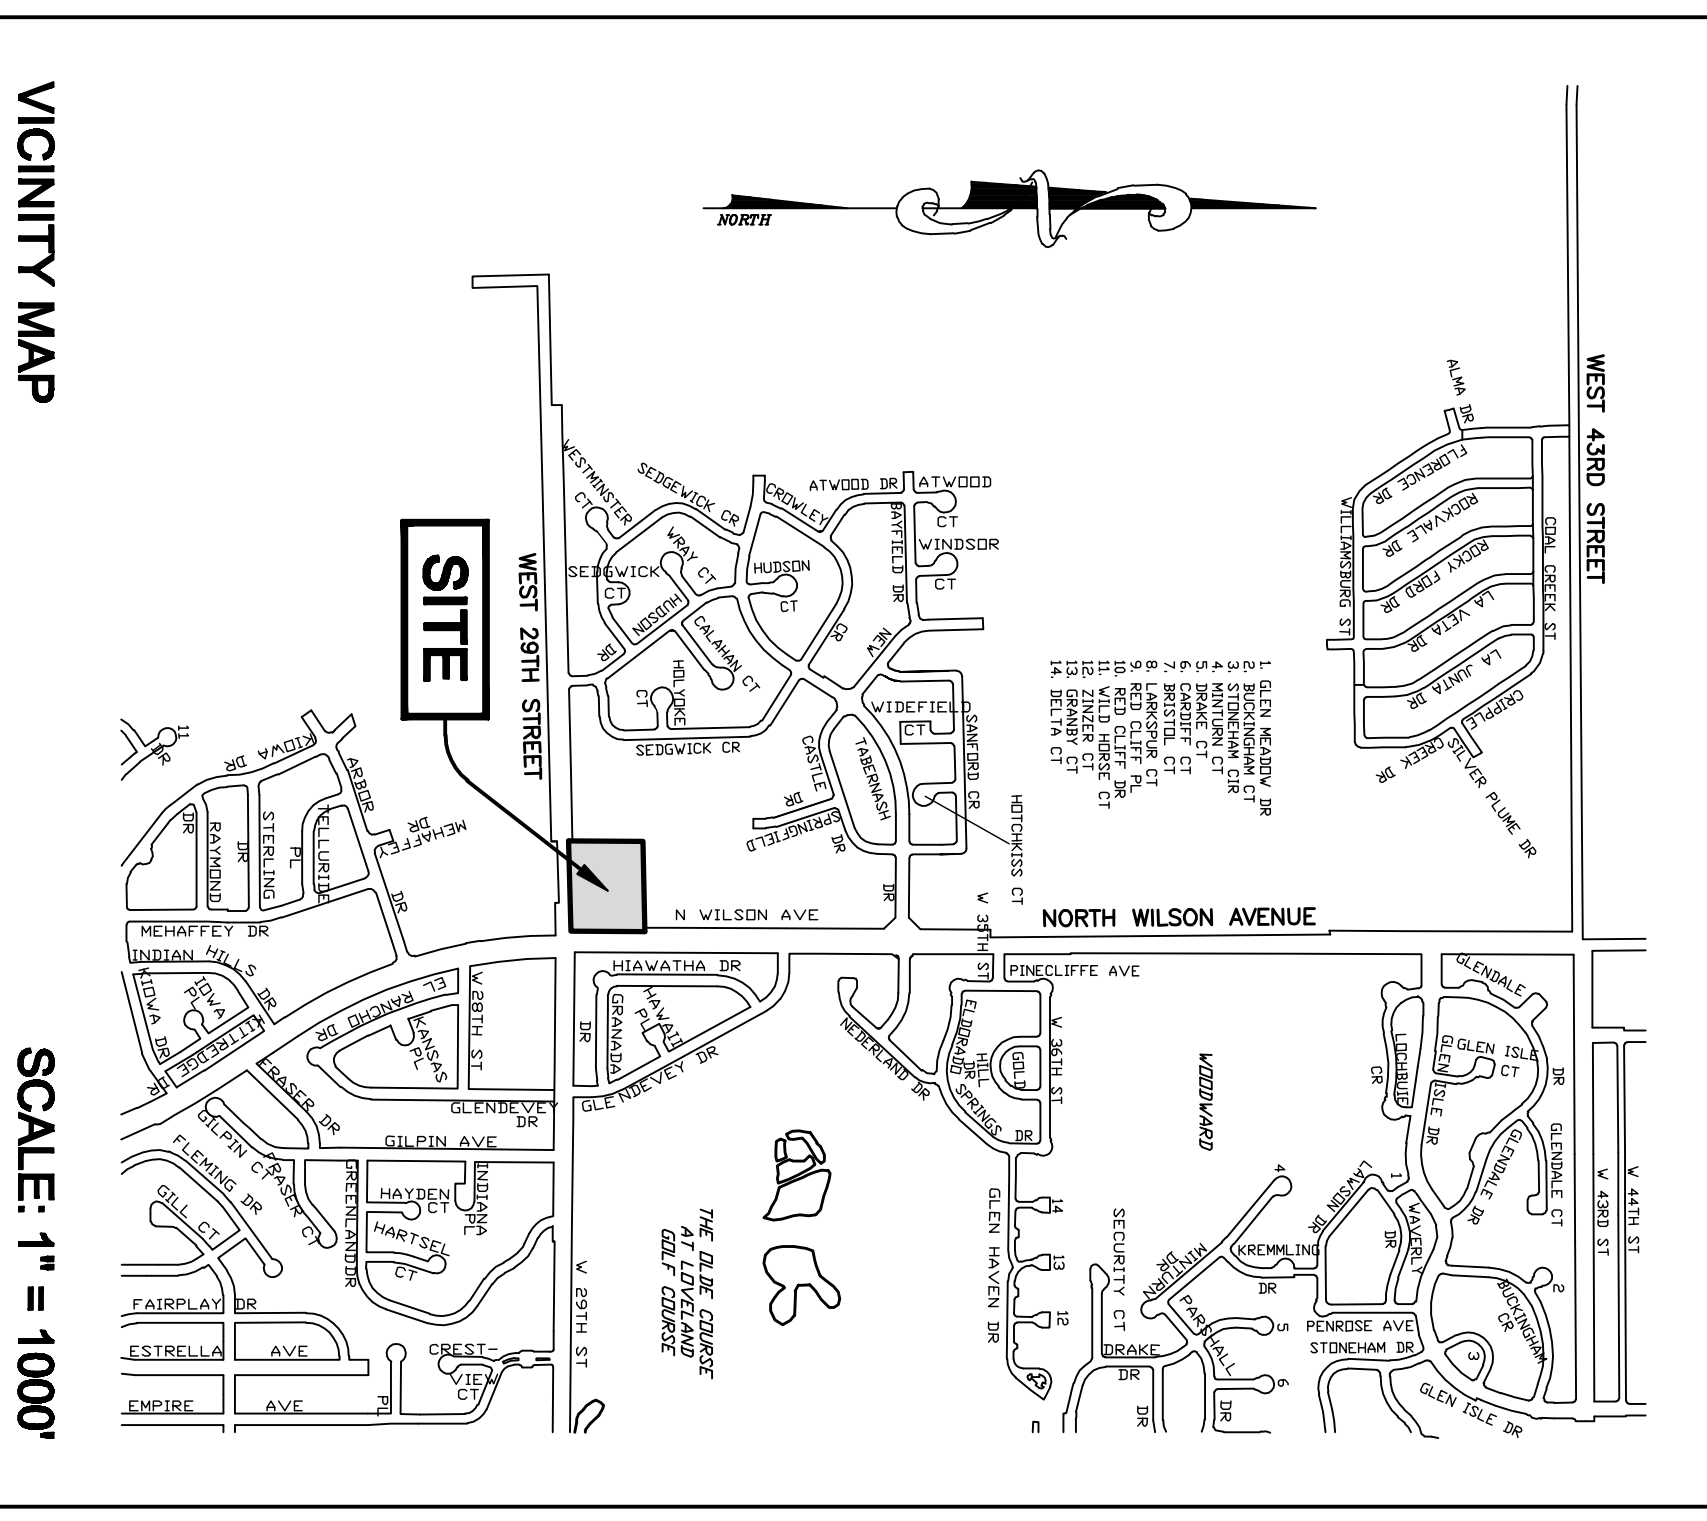 VICINITY MAP
SCALE: 1" = 1000'
NORTH
SITE
WEST 43RD STREET
WEST 29TH STREET
NORTH WILSON AVENUE
N WILSON AVE
ALMA DR
FLORENCE DR
ROCKVALE DR
ROCKY FORD DR
LA VETA DR
LA JUNTA DR
CRIPPLE CREEK DR
SILVER PLUME DR
COAL CREEK ST
WILLIAMSBURG ST
1. GLEN MEADOW DR
2. BUCKINGHAM CT
3. STONEHAM CIR
4. MINTURN CT
5. DRAKE CT
6. CARDIFF CT
7. BRISTOL CT
8. LARKSPUR CT
9. RED CLIFF PL
10. RED CLIFF DR
11. WILD HORSE CT
12. ZINZER CT
13. GRANBY CT
14. DELTA CT
WESTMINSTER CT
SEDGEWICK CR
CROWLEY
ATWOOD DR
ATWOOD CT
BAYFIELD DR
WINDSOR CT
WRAY CT
HUDSON CT
SEDGWICK CT
HUDSON DR
CALAHAN CT
HOLYOKE CT
SEDGWICK CR
CR
NEW
WIDEFIELD CT
SANFORD CR
HOTCHKISS CT
TABERNASH
DR
CASTLE DR
SPRINGFIELD DR
W 35TH ST
PINECLIFFE AVE
W 36TH ST
ELDORADO SPRINGS DR
GOLD HILL DR
NEDERLAND DR
GLEN HAVEN DR
14
13
12
WOODWARD
SECURITY CT
GLENDALE DR
GLEN ISLE CT
GLEN ISLE DR
LOCHBUIE CR
GLENDALE CT
GLENDALE DR
W 43RD ST
W 44TH ST
LAWSON DR
1
WAVERLY DR
KREMMLING DR
4
MINTURN DR
PARSHALL DR
5
6
DRAKE DR
DR
PENROSE AVE
STONEHAM DR
BUCKINGHAM CR
2
3
GLEN ISLE DR
11
DR
KIOWA DR
ARBOR DR
MEHAFFEY DR
TELLURIDE PL
STERLING DR
RAYMOND DR
MEHAFFEY DR
INDIAN HILLS DR
KIOWA DR
IOWA PL
KITTREDGE DR
EL RANCHO DR
KANSAS PL
W 28TH ST
HIAWATHA DR
HAWAII PL
GRANADA DR
GLENDEVEY DR
GLENDEVEY DR
FRASER DR
GILPIN AVE
GILPIN CT
FRASER CT
FLEMING DR
GILL CT
GREENLAND DR
HAYDEN CT
HARTSEL CT
INDIANA PL
FAIRPLAY DR
ESTRELLA AVE
EMPIRE AVE
PL
CREST-
VIEW CT
W 29TH ST
THE OLDE COURSE
AT LOVELAND
GOLF COURSE